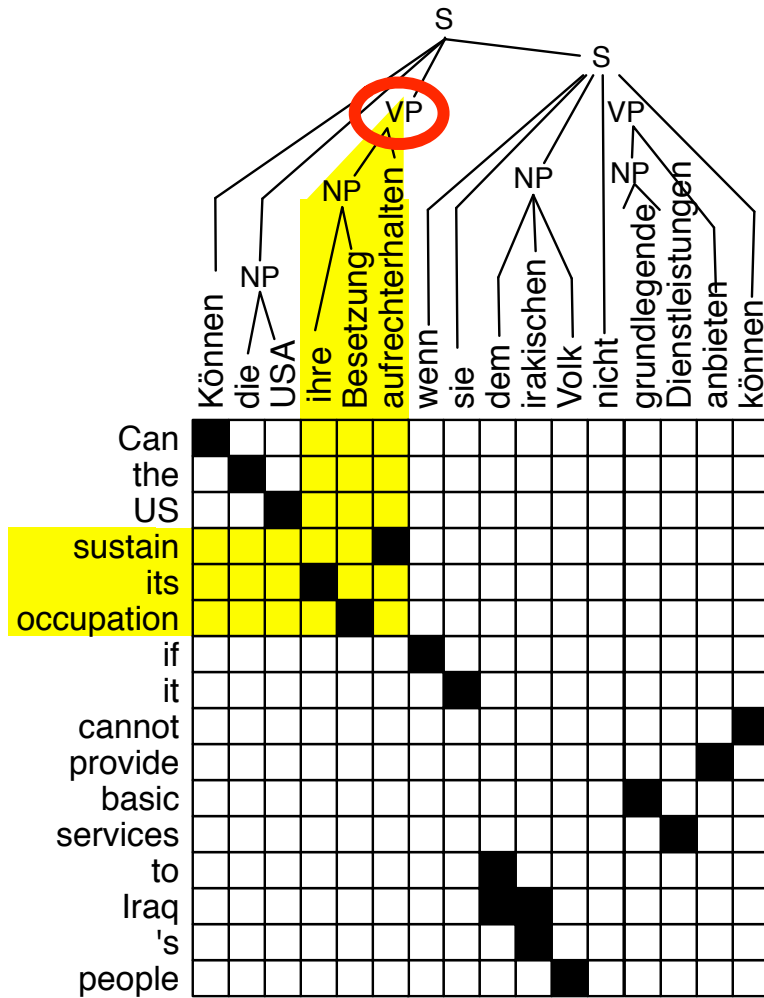 S
S
VP
VP
NP
NP
NP
NP
Können
die
USA
ihre
Besetzung
aufrechterhalten
wenn
sie
dem
irakischen
Volk
nicht
grundlegende
Dienstleistungen
anbieten
können
Can
the
US
sustain
its
occupation
if
it
cannot
provide
basic
services
to
Iraq
's
people